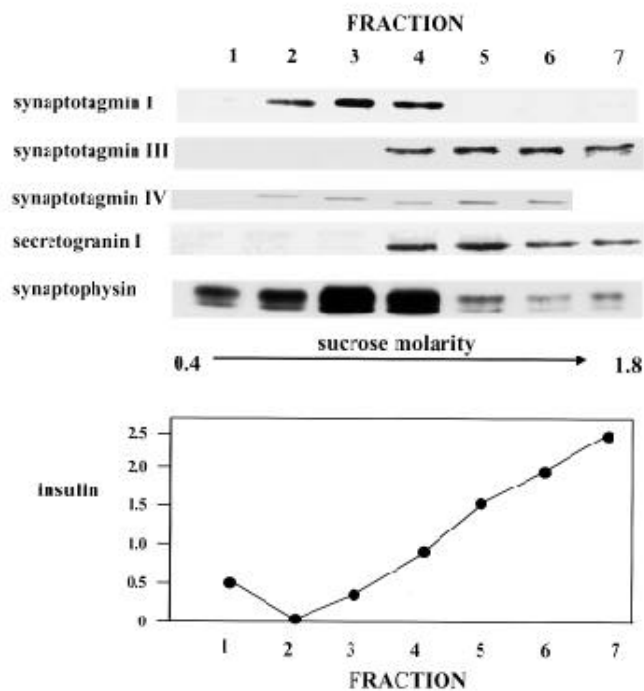 FRACTION
1 2 3 4 5 6 7
synaptotagmin I
synaptotagmin III
synaptotagmin IV
secretogranin I
synaptophysin
sucrose molarity
0.4 1.8
2.5
2.0
insulin
1.5
1.0
0.5
0
1 2 3 4 5 6 7
FRACTION